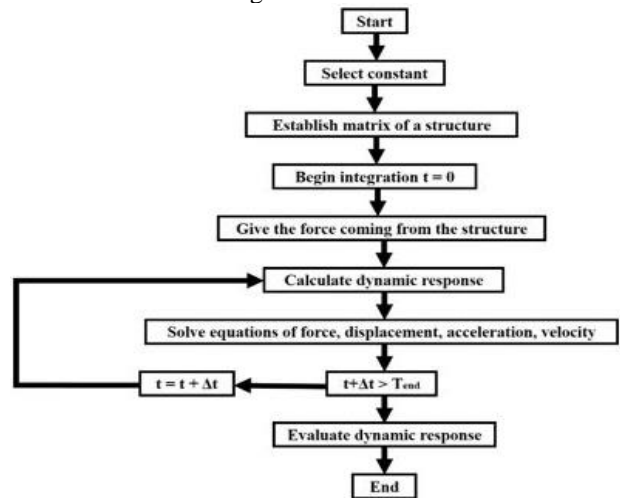 Start
Select constant
Establish matrix of a structure
Begin integration t = 0
Give the force coming from the structure
Calculate dynamic response
Solve equations of force, displacement, acceleration, velocity
t = t + Δt
t+Δt > Tend
Evaluate dynamic response
End